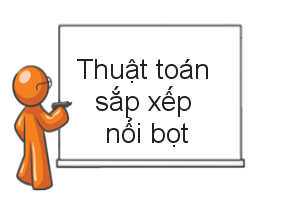 Thuật toán
sắp xếp
nổi bọt